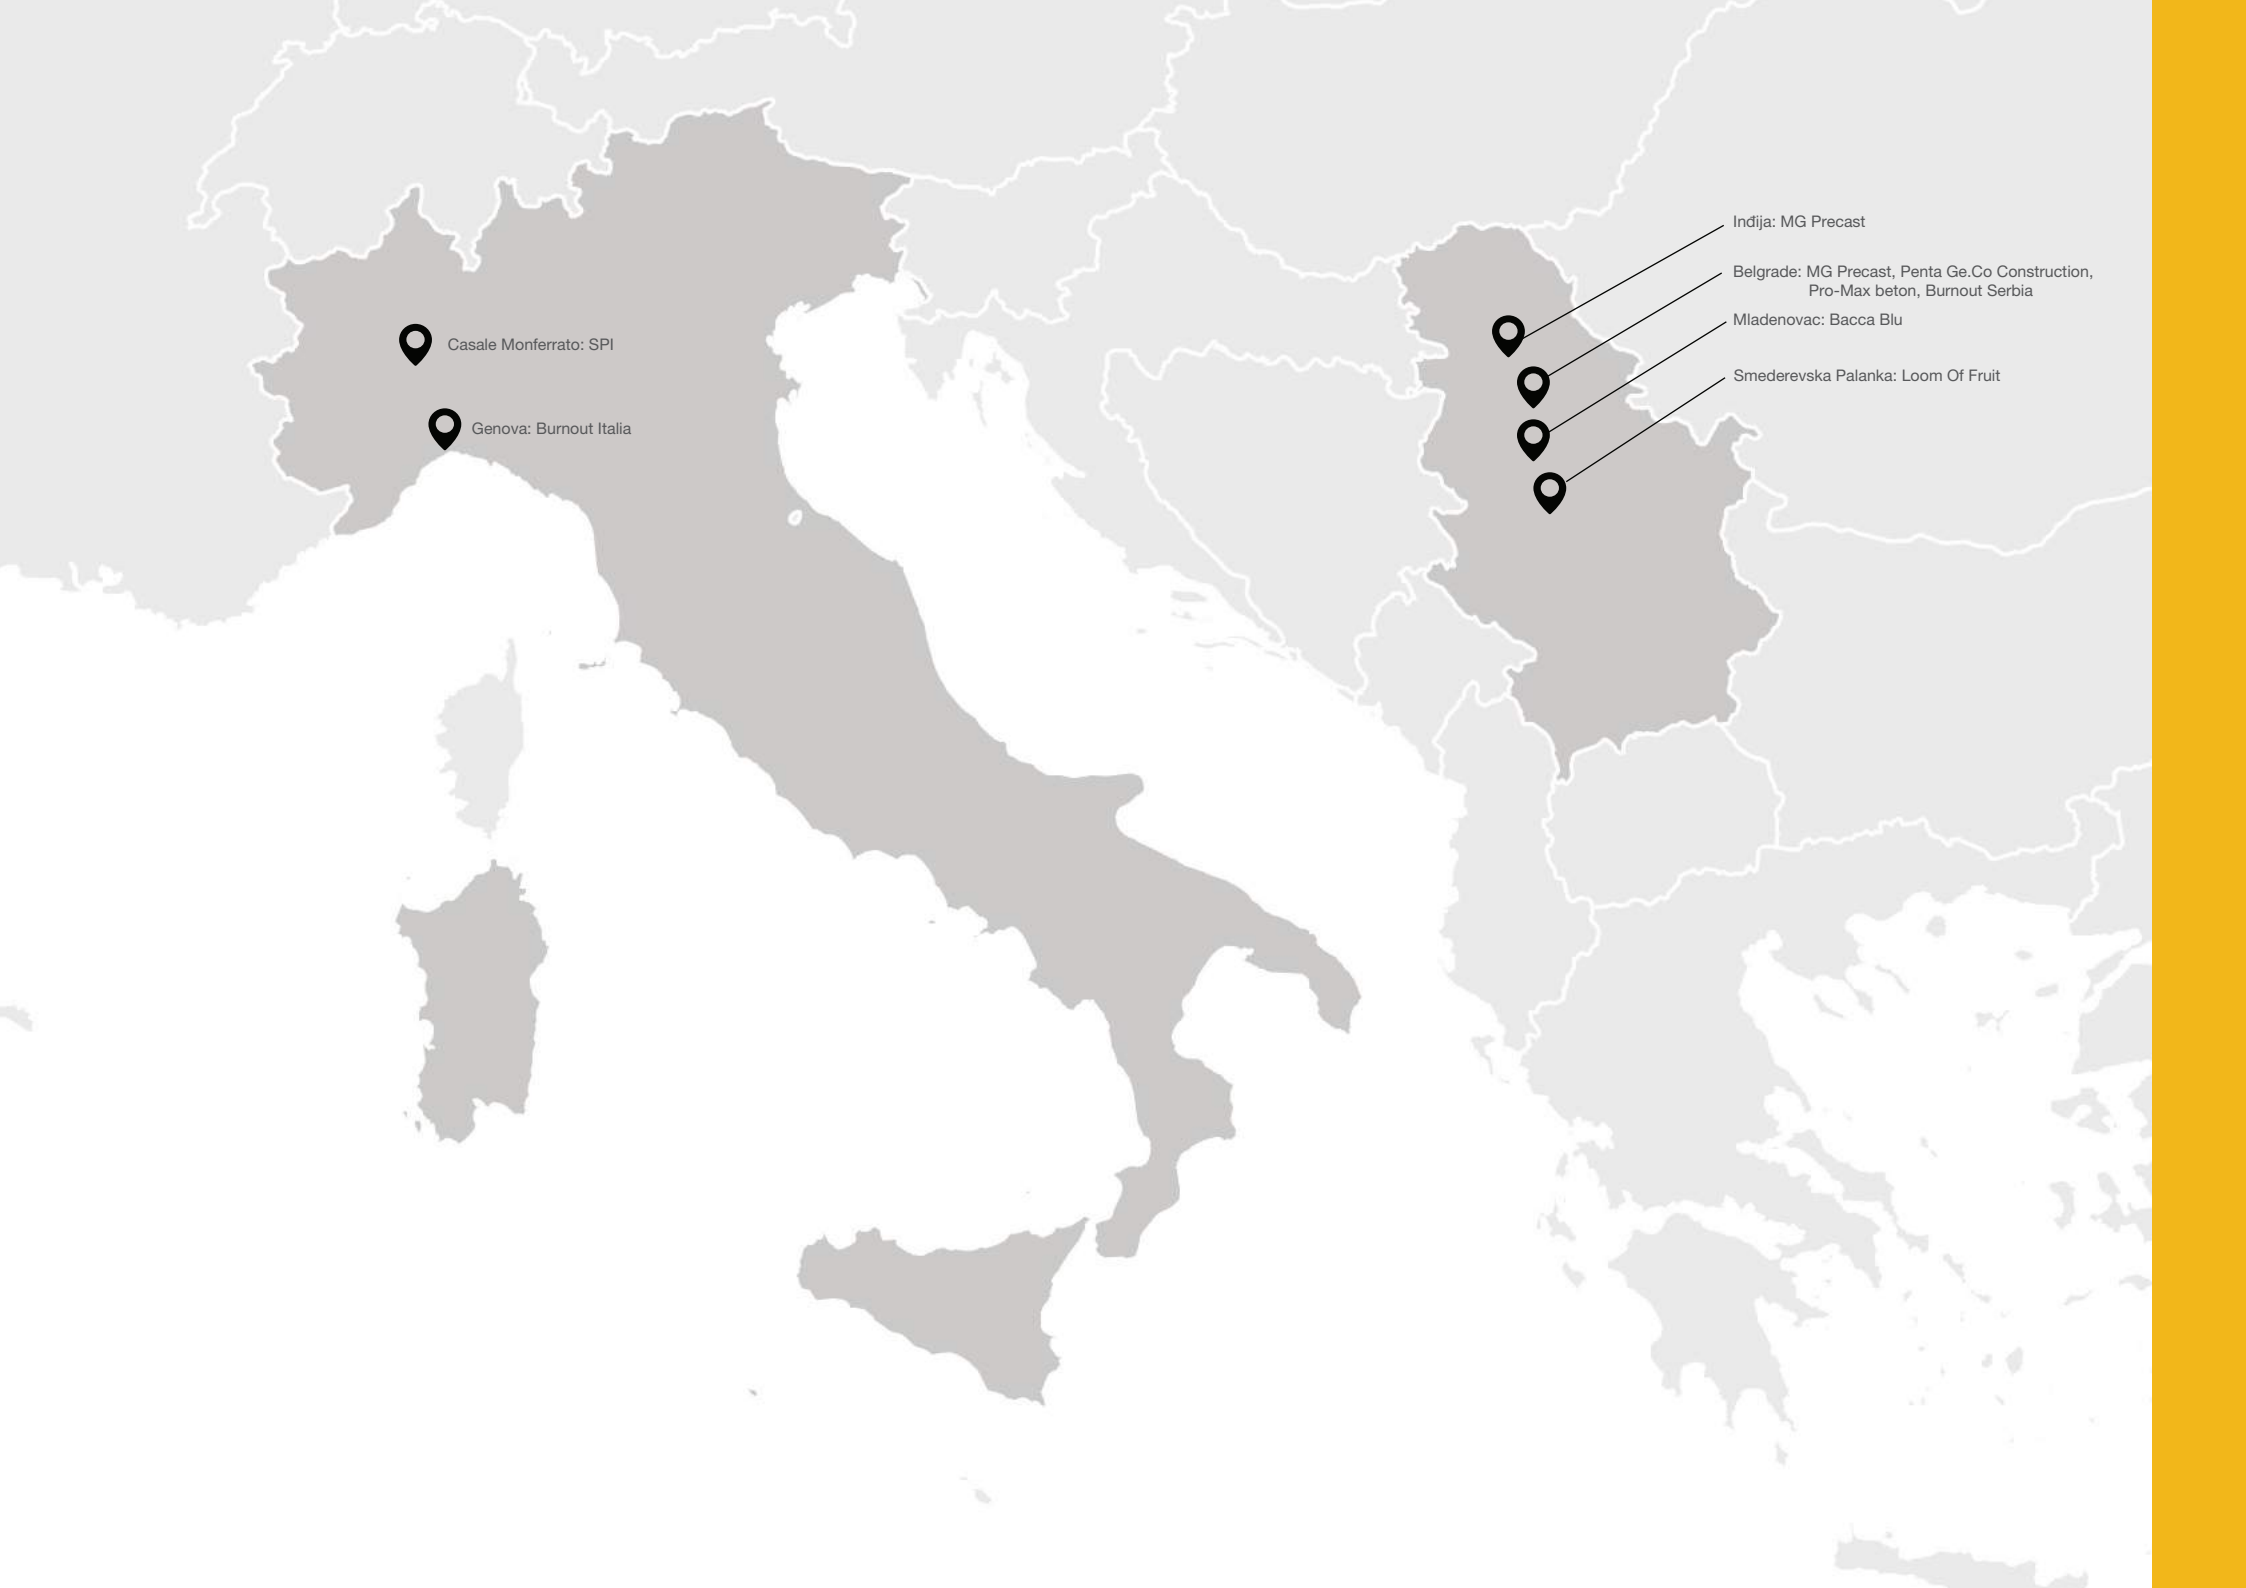 Inđija: MG Precast
Belgrade: MG Precast, Penta Ge.Co Construction,
Pro-Max beton, Burnout Serbia
Mladenovac: Bacca Blu
Casale Monferrato: SPI
Smederevska Palanka: Loom Of Fruit
Genova: Burnout Italia